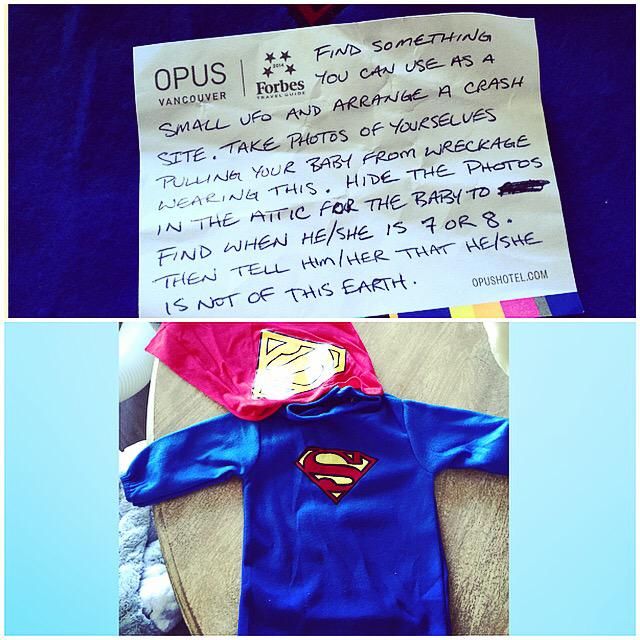 OPUS
VANCOUVER
2014
Forbes
TRAVEL GUIDE
FIND SOMETHING
YOU CAN USE AS A
SMALL UFO AND ARRANGE A CRASH
SITE. TAKE PHOTOS OF YOURSELVES
PULLING YOUR BABY FROM WRECKAGE
WEARING THIS. HIDE THE PHOTOS
IN THE ATTIC FOR THE BABY TO
FIND WHEN HE/SHE IS 7 OR 8.
THEN TELL HIM/HER THAT HE/SHE
IS NOT OF THIS EARTH.
OPUSHOTEL.COM
S